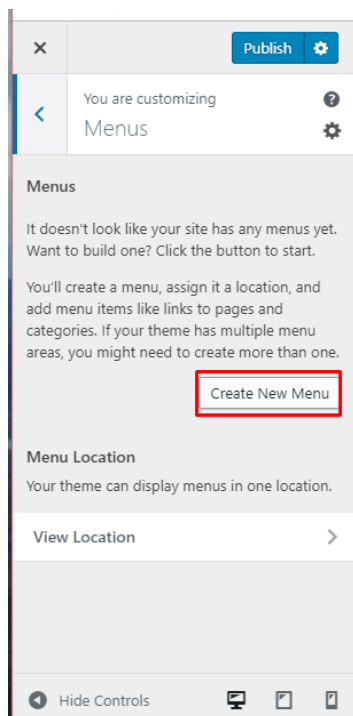 Publish
You are customizing
Menus
Menus
It doesn't look like your site has any menus yet.
Want to build one? Click the button to start.
You'll create a menu, assign it a location, and
add menu items like links to pages and
categories. If your theme has multiple menu
areas, you might need to create more than one.
Create New Menu
Menu Location
Your theme can display menus in one location.
View Location
Hide Controls